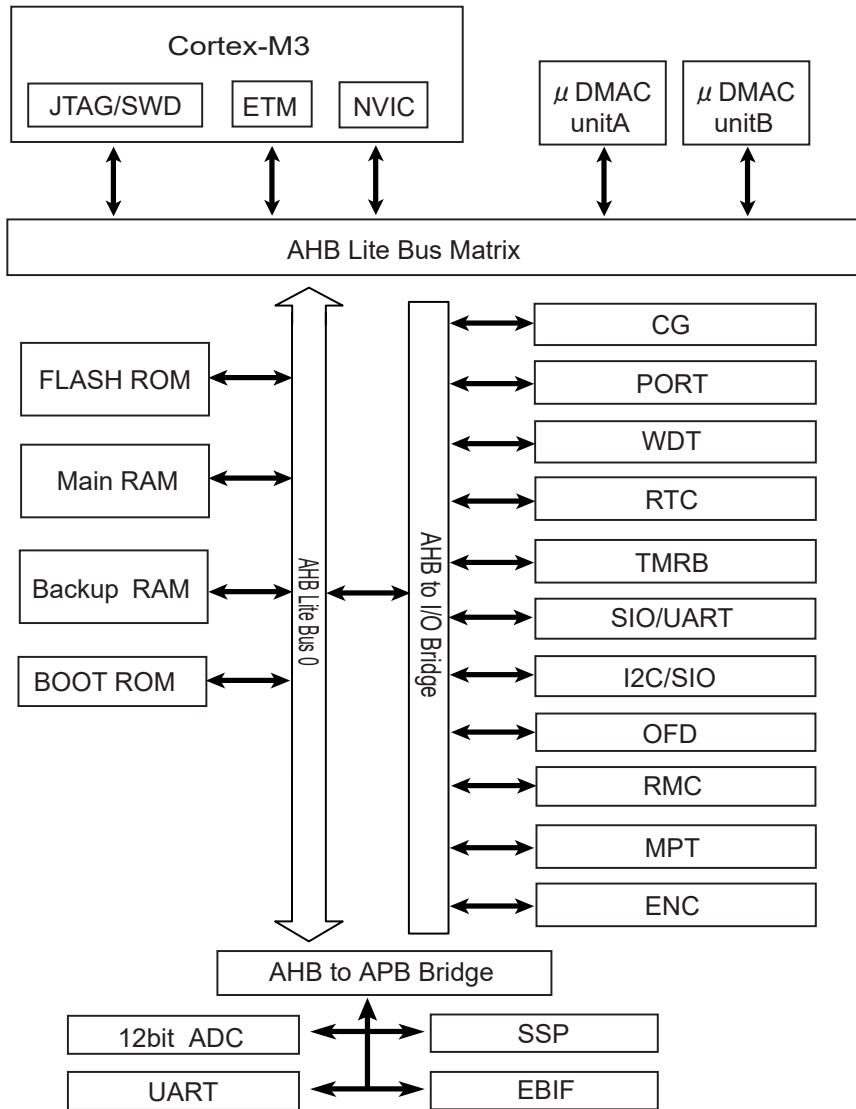 Cortex-M3
JTAG/SWD
ETM
NVIC
μ DMAC
unitA
μ DMAC
unitB
AHB Lite Bus Matrix
FLASH ROM
Main RAM
Backup RAM
BOOT ROM
AHB Lite Bus 0
AHB to I/O Bridge
CG
PORT
WDT
RTC
TMRB
SIO/UART
I2C/SIO
OFD
RMC
MPT
ENC
AHB to APB Bridge
12bit ADC
SSP
UART
EBIF